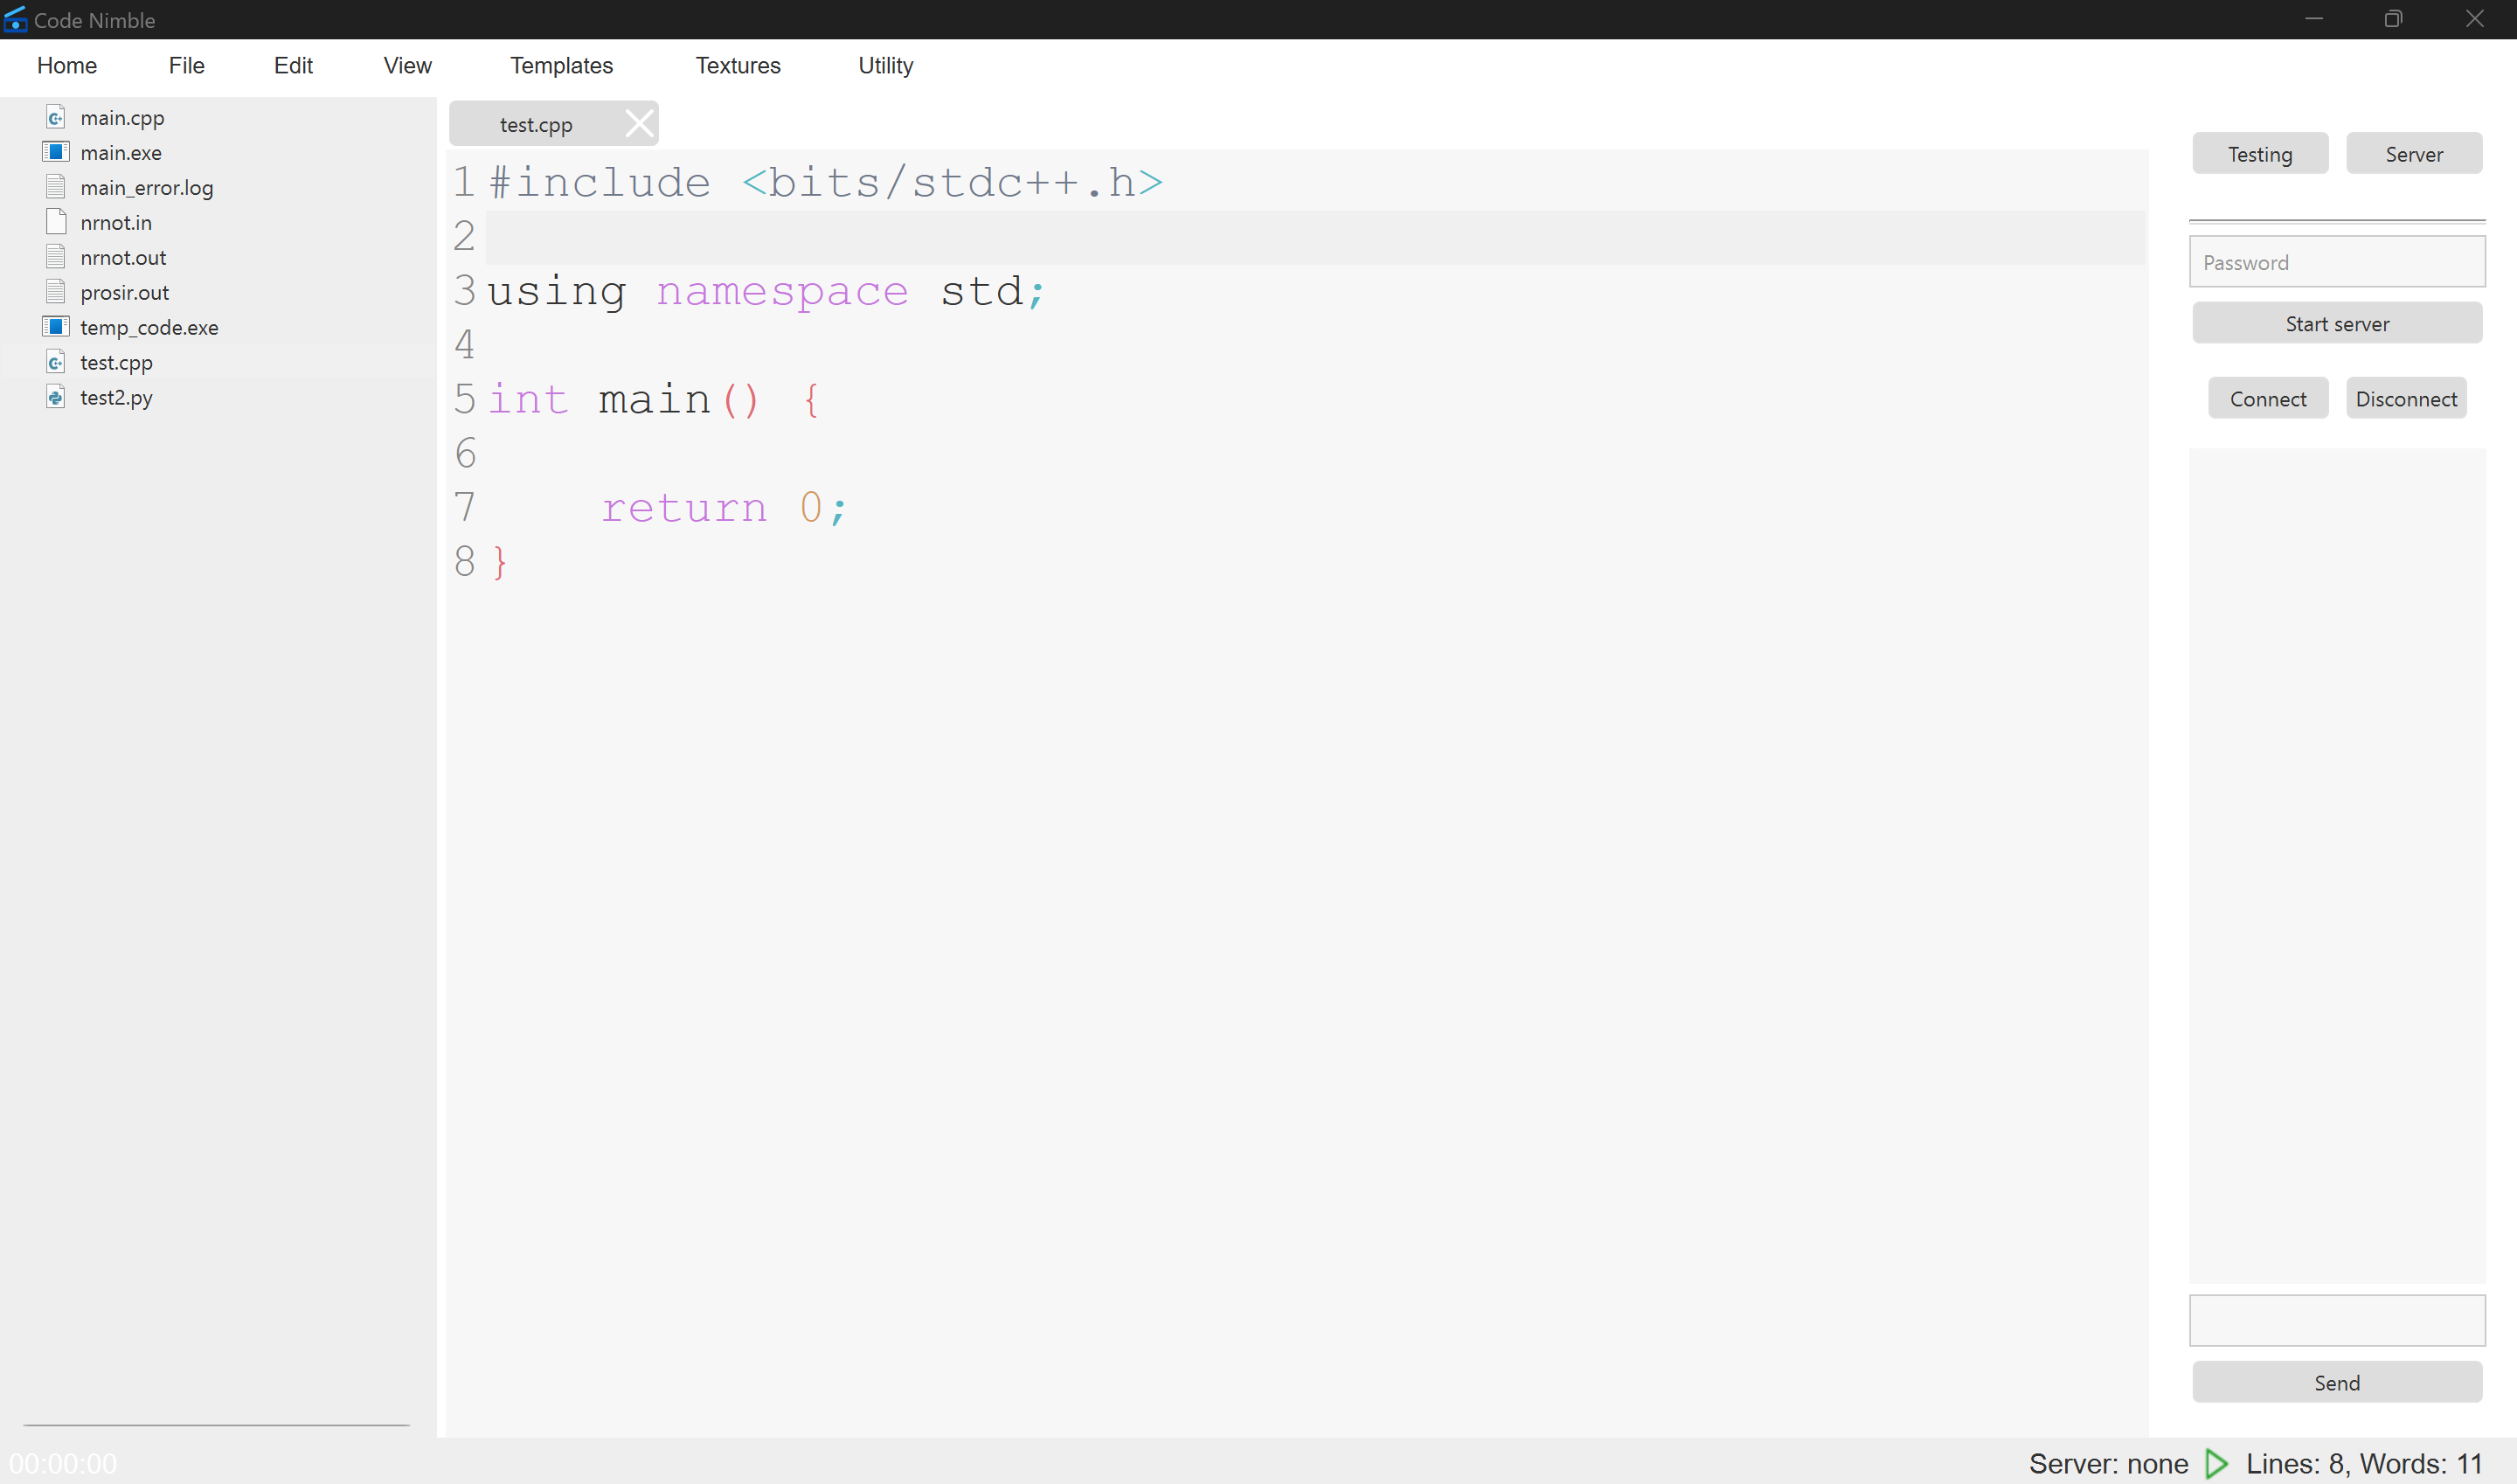 Code Nimble
Home File Edit View Templates Textures Utility
main.cpp
main.exe
main_error.log
nrnot.in
nrnot.out
prosir.out
temp_code.exe
test.cpp
test2.py
test.cpp
1 #include <bits/stdc++.h>
2
3 using namespace std;
4
5 int main() {
6
7     return 0;
8 }
Testing Server
Password
Start server
Connect Disconnect
Send
00:00:00
Server: none Lines: 8, Words: 11